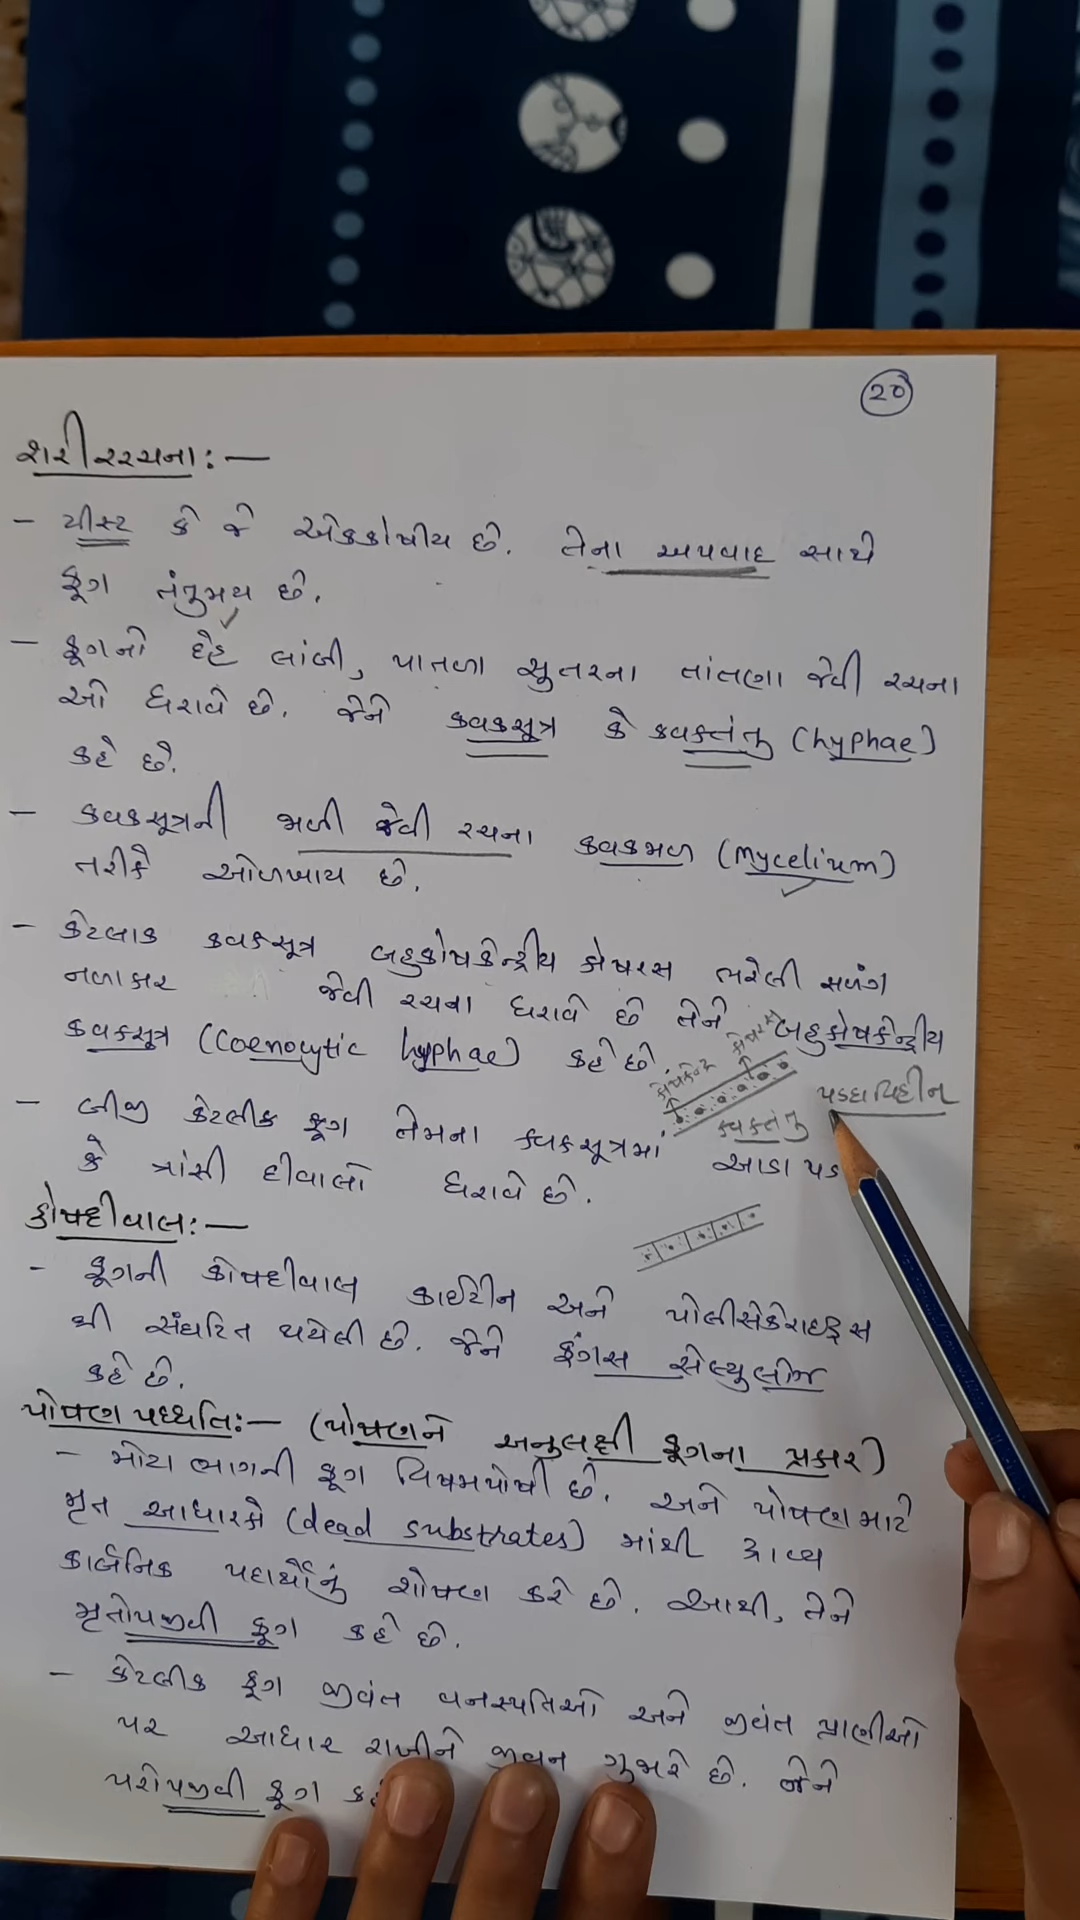 20
શરીરરચના :—
– યીસ્ટ કે જે એકકોષીય છે. તેના અપવાદ સાથે
ફૂગ તંતુમય છે.
– ફૂગનો દેહ લાંબી, પાતળા સુતરના તાંતણા જેવી રચના
ઓ ધરાવે છે. જેને કવકસૂત્ર કે કવકતંતુ (hyphae)
કહે છે.
– કવકસૂત્રની જાળી જેવી રચના કવકજાળ (Mycelium)
તરીકે ઓળખાય છે.
– કેટલાક કવકસૂત્ર બહુકોષકેન્દ્રીય કોષરસ ભરેલી સળંગ
નળાકાર જેવી રચના ધરાવે છે તેને બહુકોષકેન્દ્રીય
કવકસૂત્ર (Coenocytic hyphae) કહે છે.
કોષકેન્દ્ર કોષરસ
પડદાવિહીન
કવકતંતુ
– બીજી કેટલીક ફૂગ તેમના કવકસૂત્રમાં આડા પડ
કે ત્રાંસી દીવાલો ધરાવે છે.
કોષદીવાલ :—
– ફૂગની કોષદીવાલ કાઈટીન અને પોલીસેકેરાઇડ્સ
થી સંઘટિત થયેલી છે. જેને ફંગસ સેલ્યુલોઝ
કહે છે.
પોષણ પધ્ધતિ :— (પોષણને અનુલક્ષી ફૂગના પ્રકાર)
– મોટા ભાગની ફૂગ વિષમપોષી છે. અને પોષણ માટે
મૃત આધારકો (dead substrates) માંથી દ્રાવ્ય
કાર્બનિક પદાર્થોનું શોષણ કરે છે. આથી, તેને
મૃતોપજીવી ફૂગ કહે છે.
– કેટલીક ફૂગ જીવંત વનસ્પતિઓ અને જીવંત પ્રાણીઓ
પર આધાર રાખીને જીવન ગુજારે છે. જેને
પરોપજીવી ફૂગ